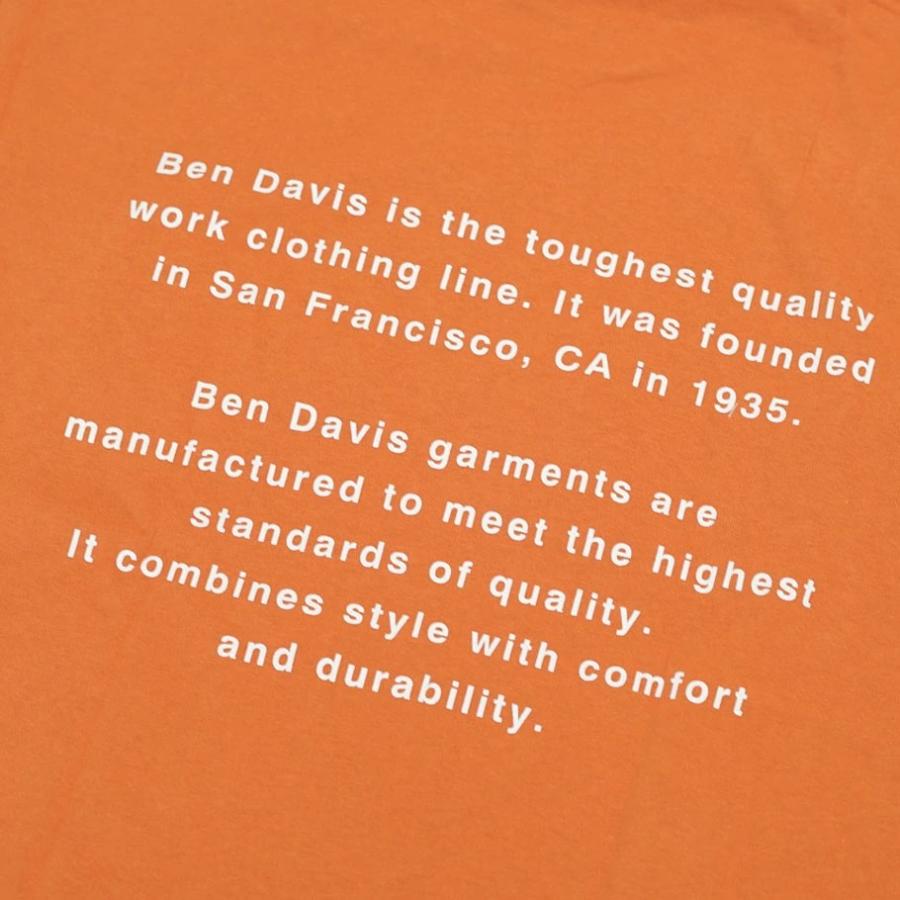 Ben Davis is the toughest quality
work clothing line. It was founded
in San Francisco, CA in 1935.
Ben Davis garments are
manufactured to meet the highest
standards of quality.
It combines style with comfort
and durability.